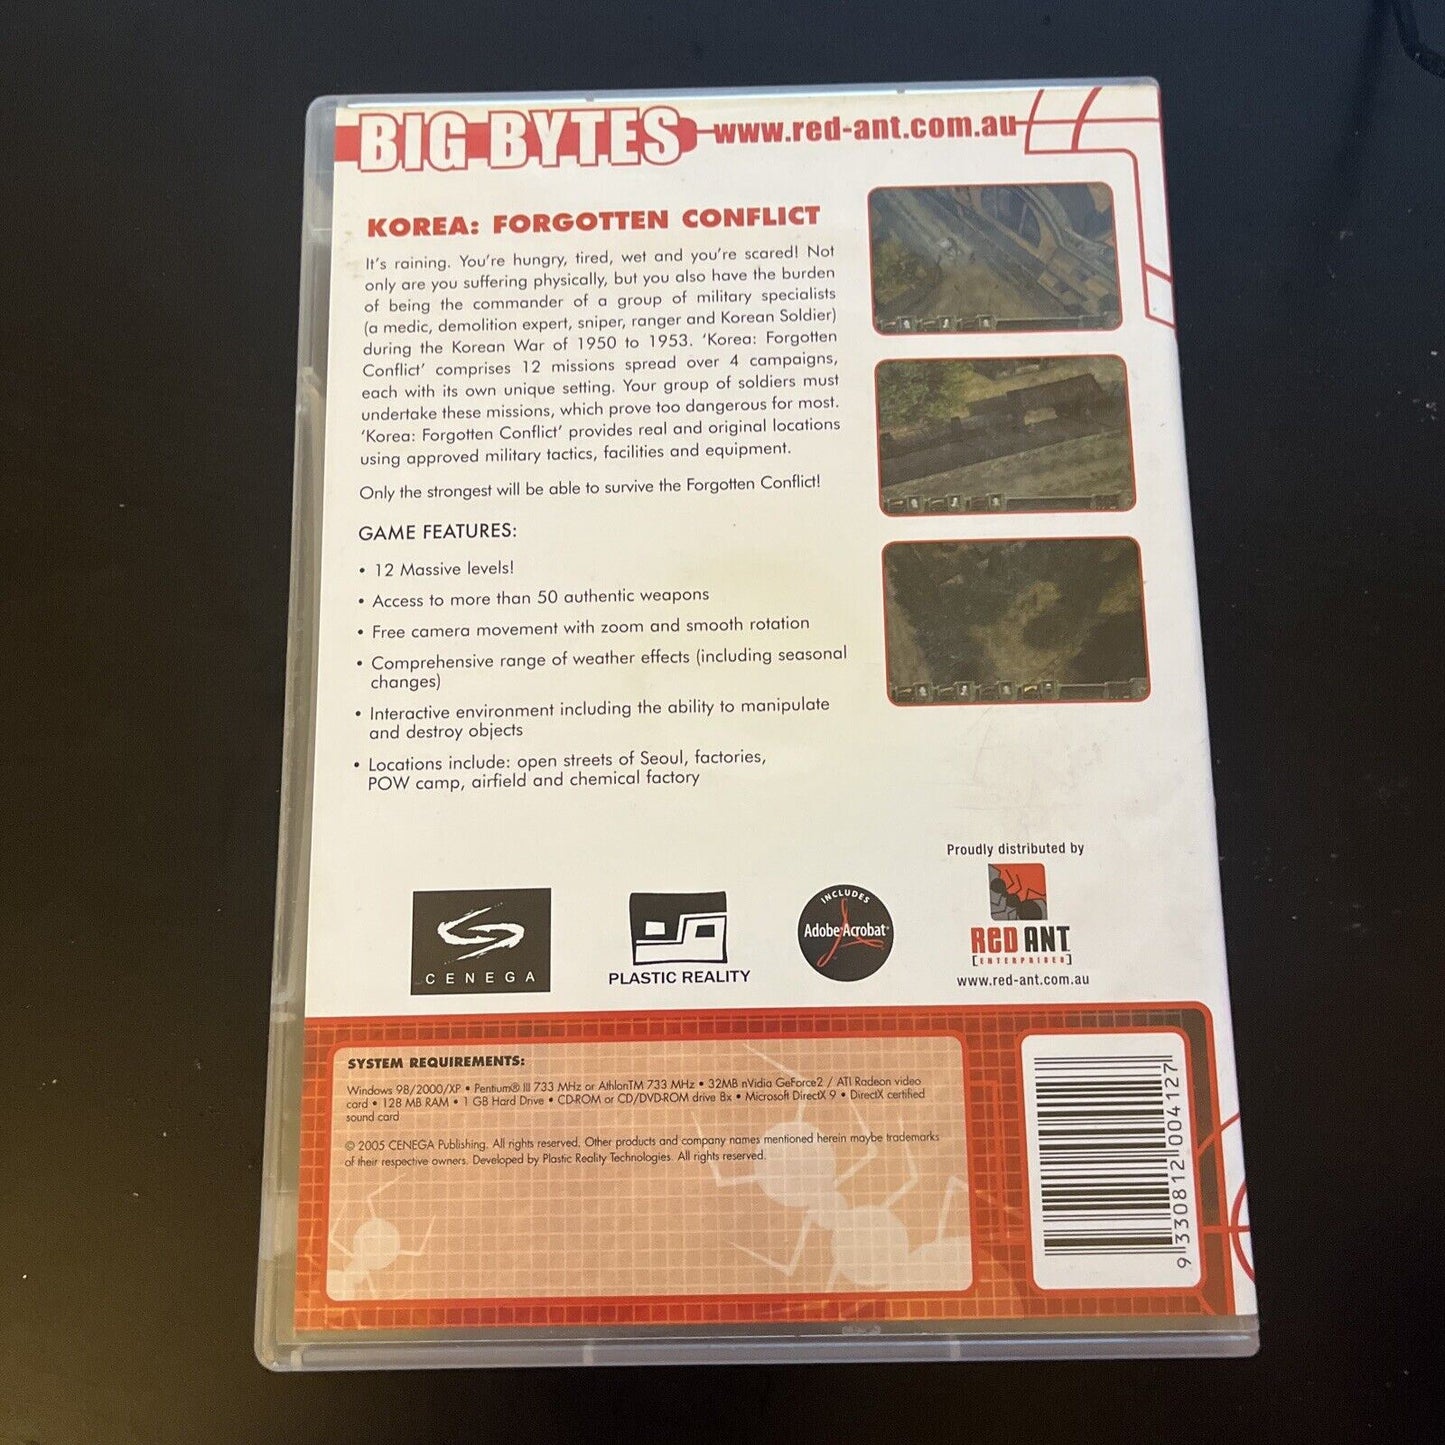 BIG BYTES www.red-ant.com.au
KOREA: FORGOTTEN CONFLICT
It's raining. You're hungry, tired, wet and you're scared! Not
only are you suffering physically, but you also have the burden
of being the commander of a group of military specialists
(a medic, demolition expert, sniper, ranger and Korean Soldier)
during the Korean War of 1950 to 1953. 'Korea: Forgotten
Conflict' comprises 12 missions spread over 4 campaigns,
each with its own unique setting. Your group of soldiers must
undertake these missions, which prove too dangerous for most.
'Korea: Forgotten Conflict' provides real and original locations
using approved military tactics, facilities and equipment.
Only the strongest will be able to survive the Forgotten Conflict!
GAME FEATURES:
• 12 Massive levels!
• Access to more than 50 authentic weapons
• Free camera movement with zoom and smooth rotation
• Comprehensive range of weather effects (including seasonal
changes)
• Interactive environment including the ability to manipulate
and destroy objects
• Locations include: open streets of Seoul, factories,
POW camp, airfield and chemical factory
CENEGA
PLASTIC REALITY
INCLUDES
Adobe Acrobat
Proudly distributed by
RED ANT
[ENTERPRISES]
www.red-ant.com.au
SYSTEM REQUIREMENTS:
Windows 98/2000/XP • Pentium® III 733 MHz or AthlonTM 733 MHz • 32MB nVidia GeForce2 / ATI Radeon video
card • 128 MB RAM • 1 GB Hard Drive • CD-ROM or CD/DVD-ROM drive 8x • Microsoft DirectX 9 • DirectX certified
sound card
© 2005 CENEGA Publishing. All rights reserved. Other products and company names mentioned herein maybe trademarks
of their respective owners. Developed by Plastic Reality Technologies. All rights reserved.
9 330812 004127